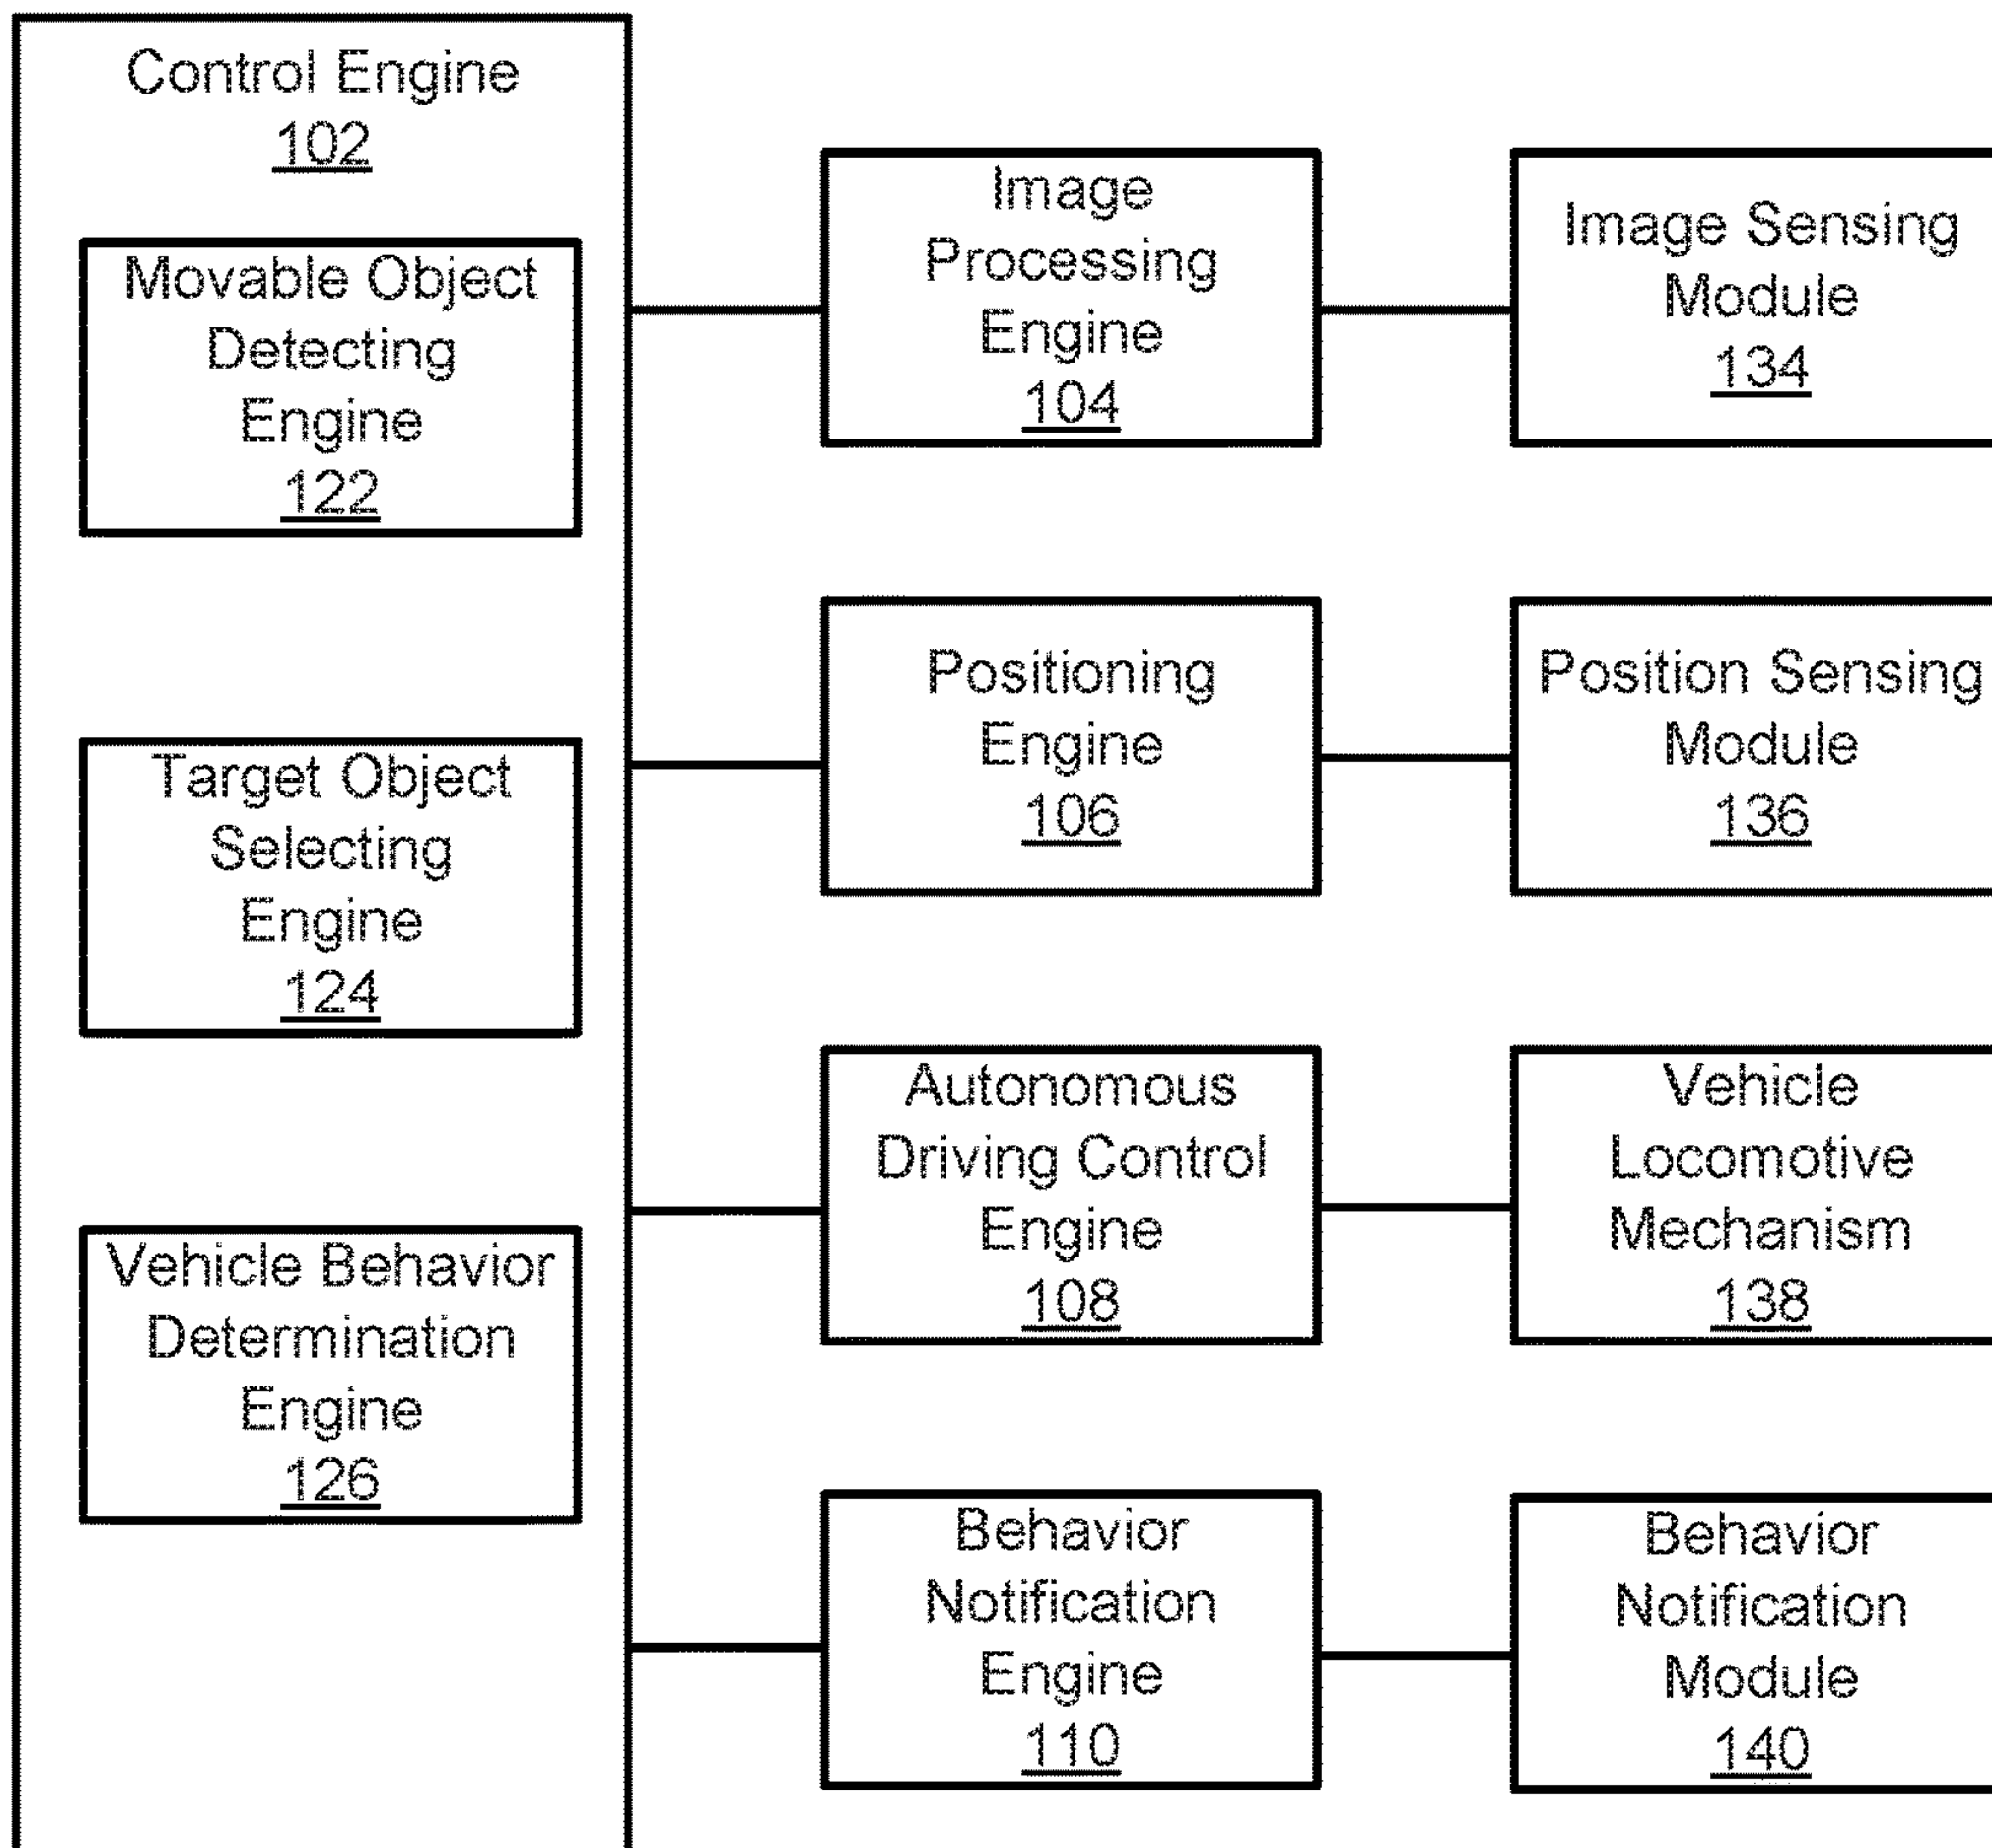 Control Engine
102
Movable Object
Detecting
Engine
122
Target Object
Selecting
Engine
124
Vehicle Behavior
Determination
Engine
126
Image
Processing
Engine
104
Image Sensing
Module
134
Positioning
Engine
106
Position Sensing
Module
136
Autonomous
Driving Control
Engine
108
Vehicle
Locomotive
Mechanism
138
Behavior
Notification
Engine
110
Behavior
Notification
Module
140